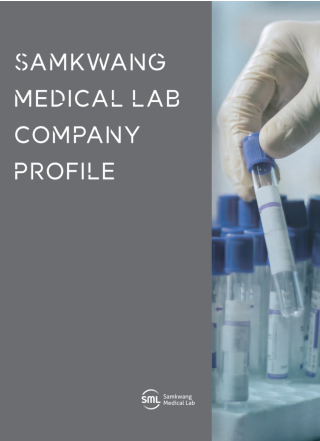 SAMKWANG
MEDICAL LAB
COMPANY
PROFILE
SML
Samkwang
Medical Lab